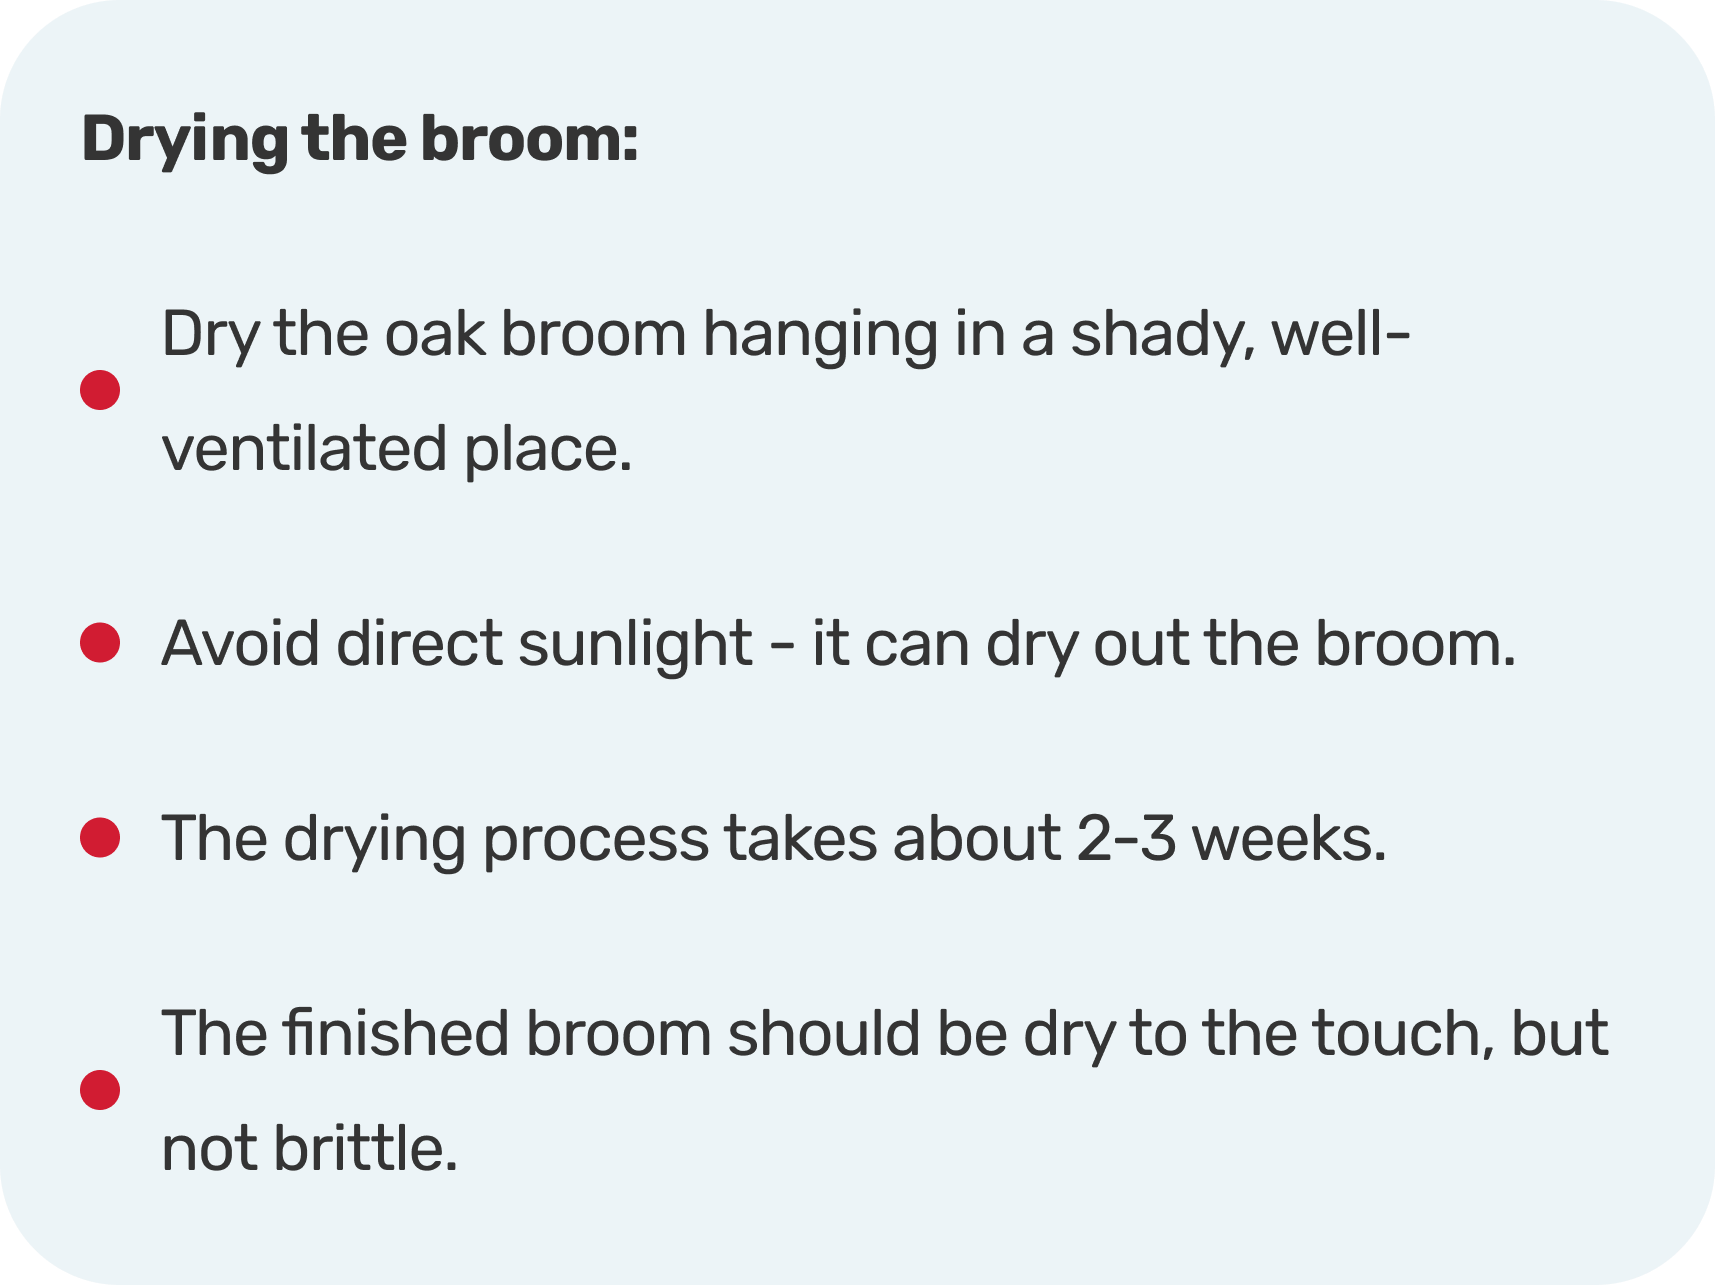 Drying the broom:
Dry the oak broom hanging in a shady, well-
ventilated place.
Avoid direct sunlight - it can dry out the broom.
The drying process takes about 2-3 weeks.
The finished broom should be dry to the touch, but
not brittle.